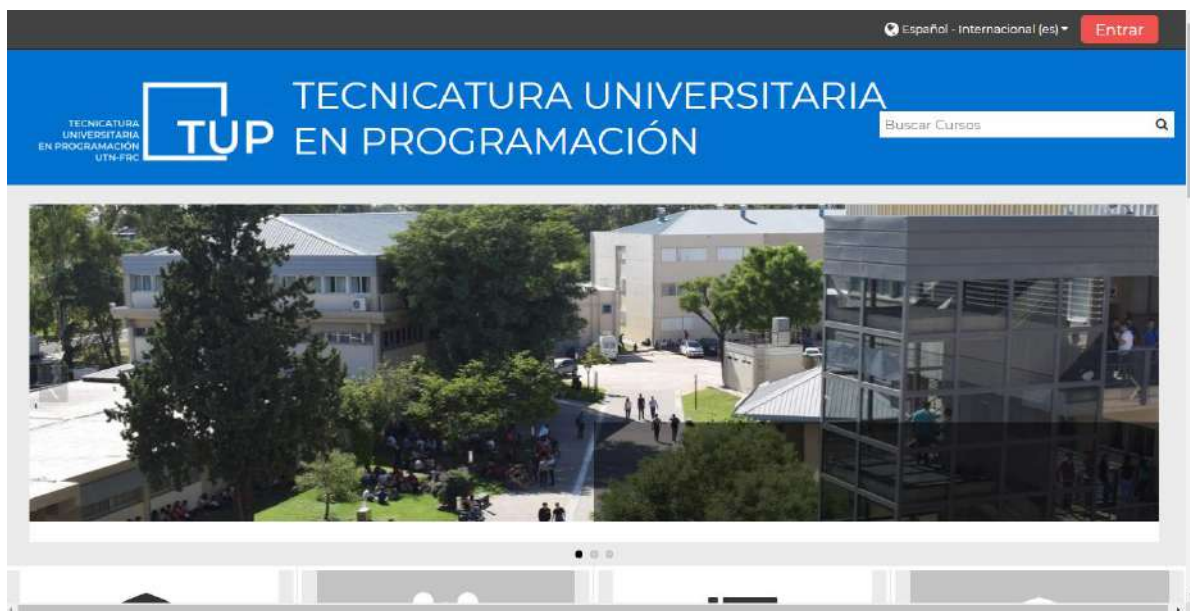 Español - Internacional (es)
Entrar
TECNICATURA
UNIVERSITARIA
EN PROGRAMACIÓN
UTN-FRC
TUP
TECNICATURA UNIVERSITARIA
EN PROGRAMACIÓN
Buscar Cursos